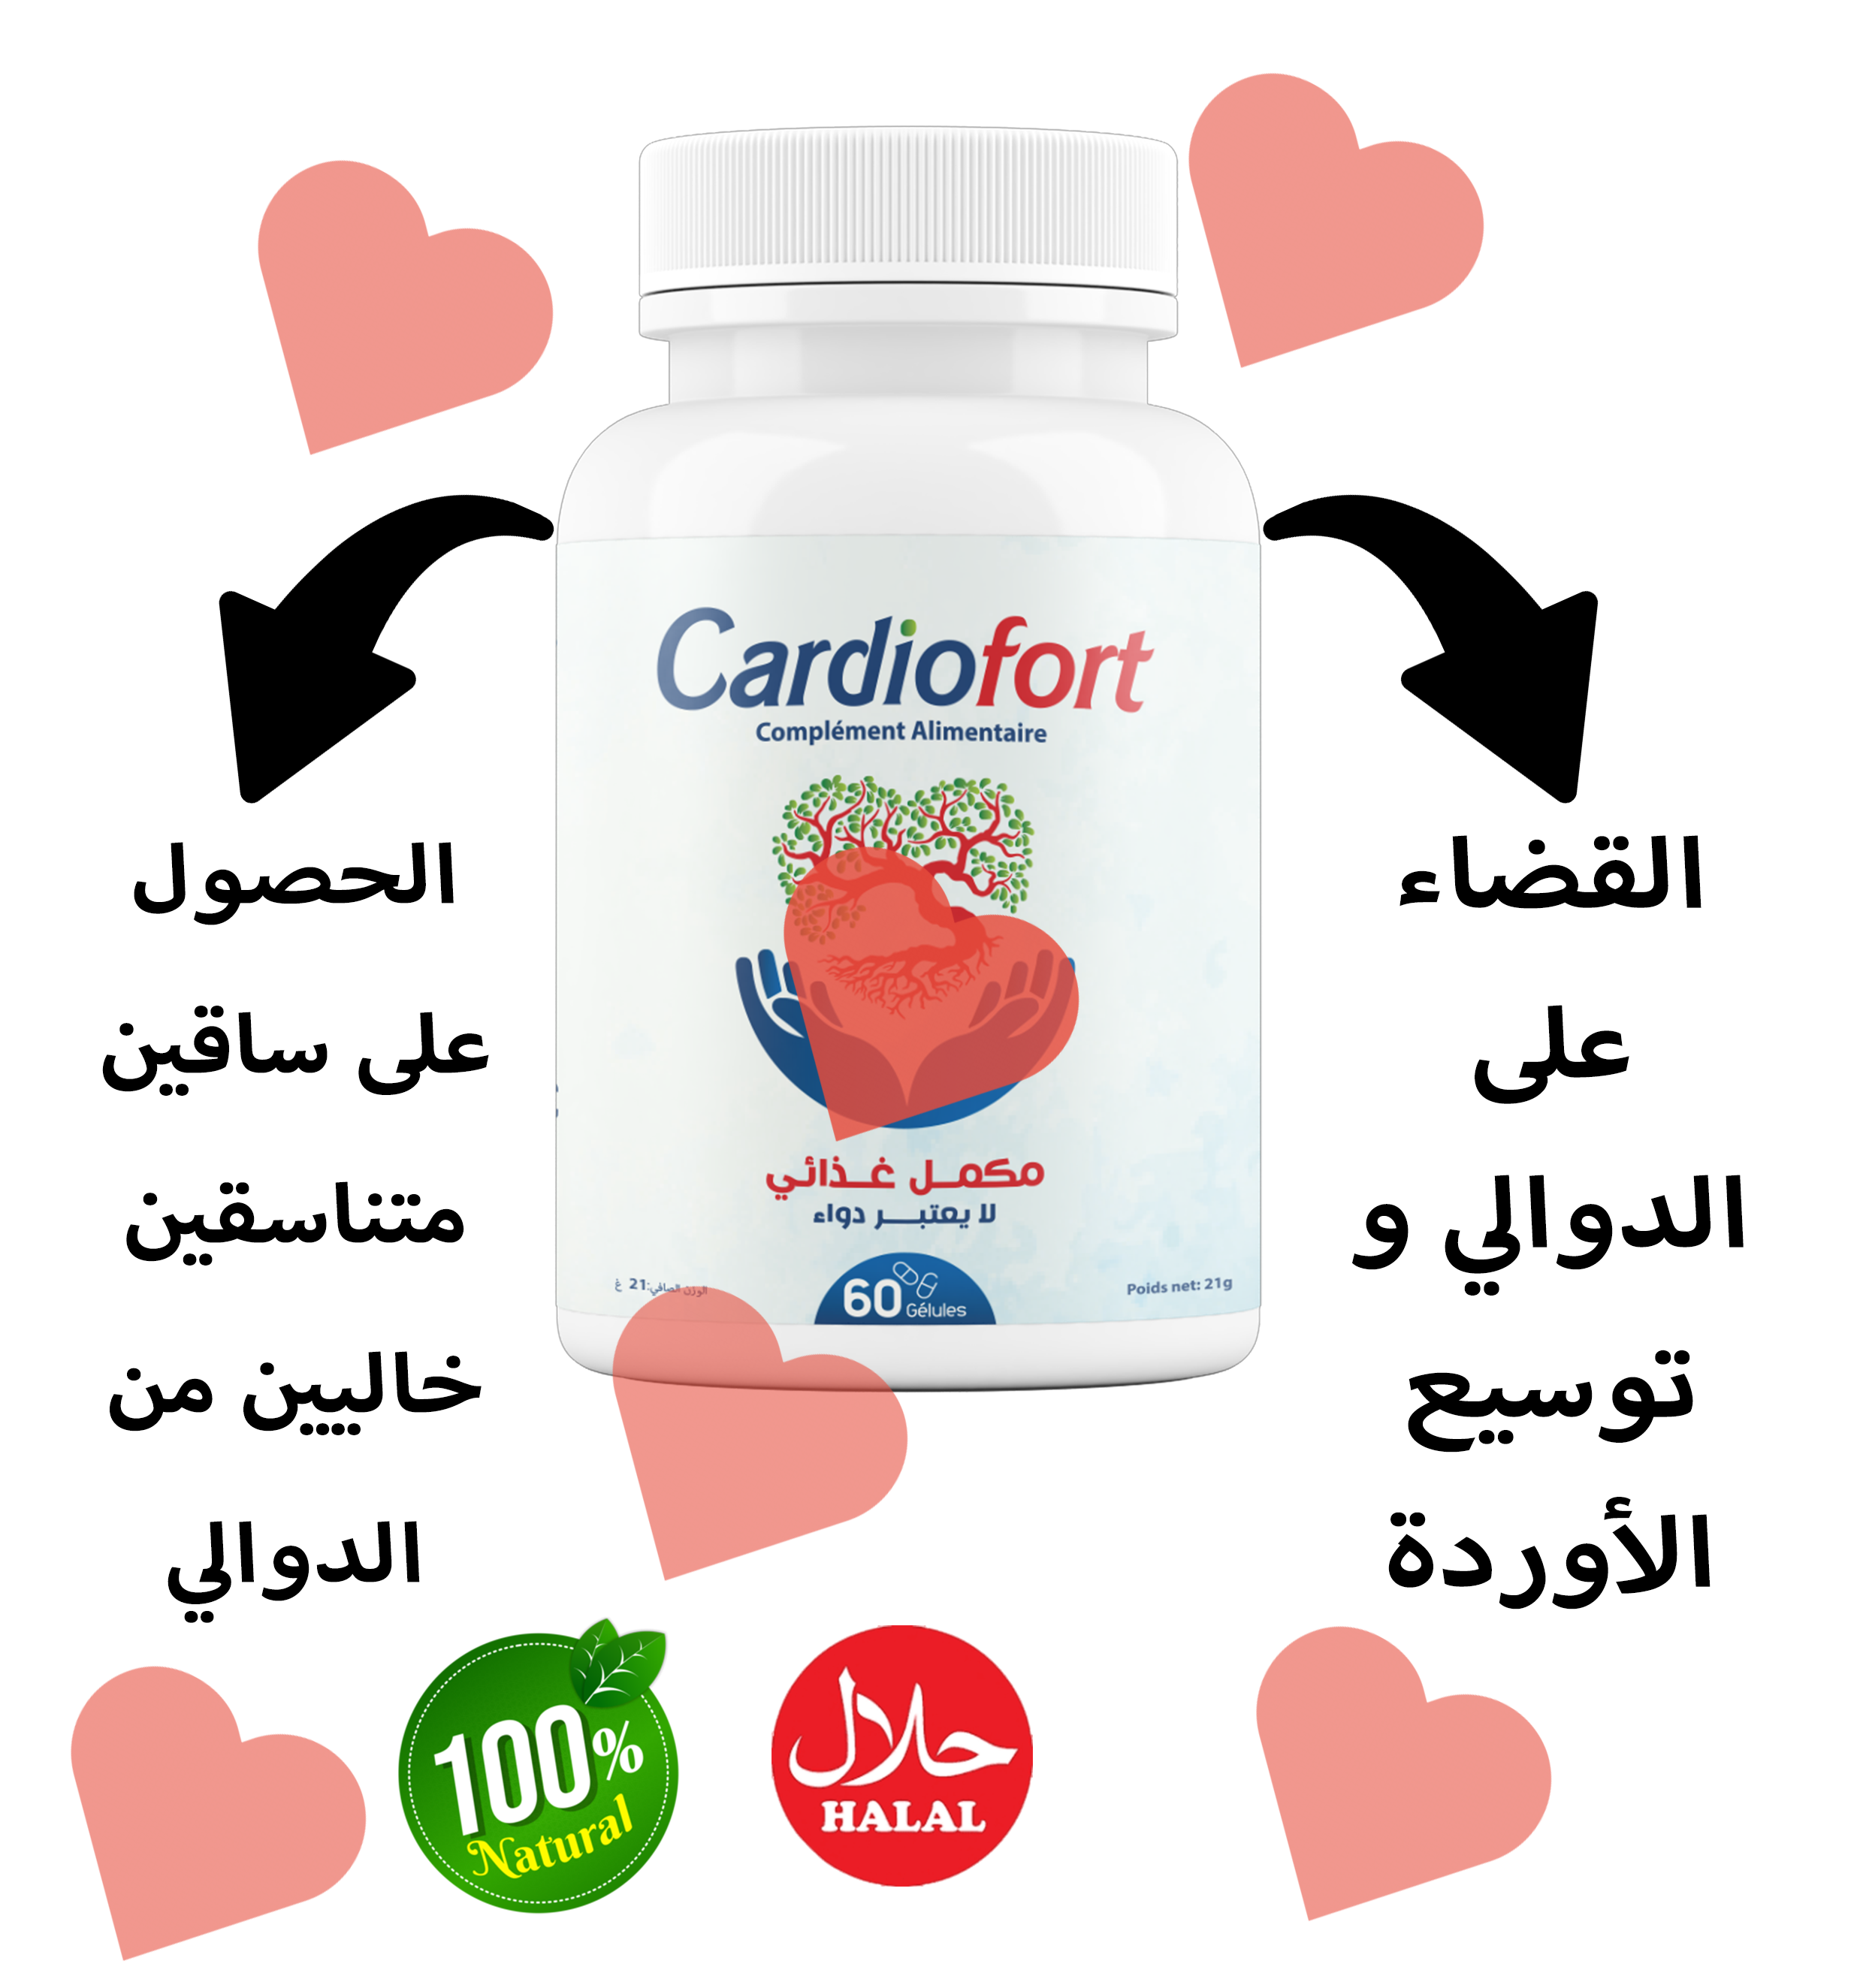 Cardiofort
Complément Alimentaire
مكمل غذائي
لا يعتبر دواء
الوزن الصافي: 21 غ
60 Gélules
Poids net: 21g
القضاء
على
الدوالي و
توسيع
الأوردة
الحصول
على ساقين
متناسقين
خاليين من
الدوالي
100%
Natural
حلال
HALAL